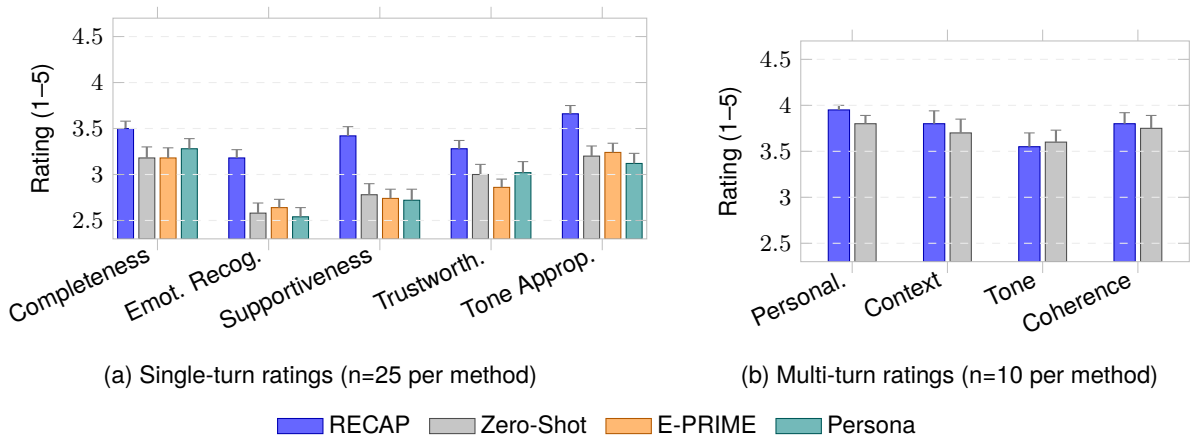 Rating (1–5)
4.5
4
3.5
3
2.5
Completeness
Emot. Recog.
Supportiveness
Trustworth.
Tone Approp.
(a) Single-turn ratings (n=25 per method)
Rating (1–5)
4.5
4
3.5
3
2.5
Personal.
Context
Tone
Coherence
(b) Multi-turn ratings (n=10 per method)
RECAP Zero-Shot E-PRIME Persona